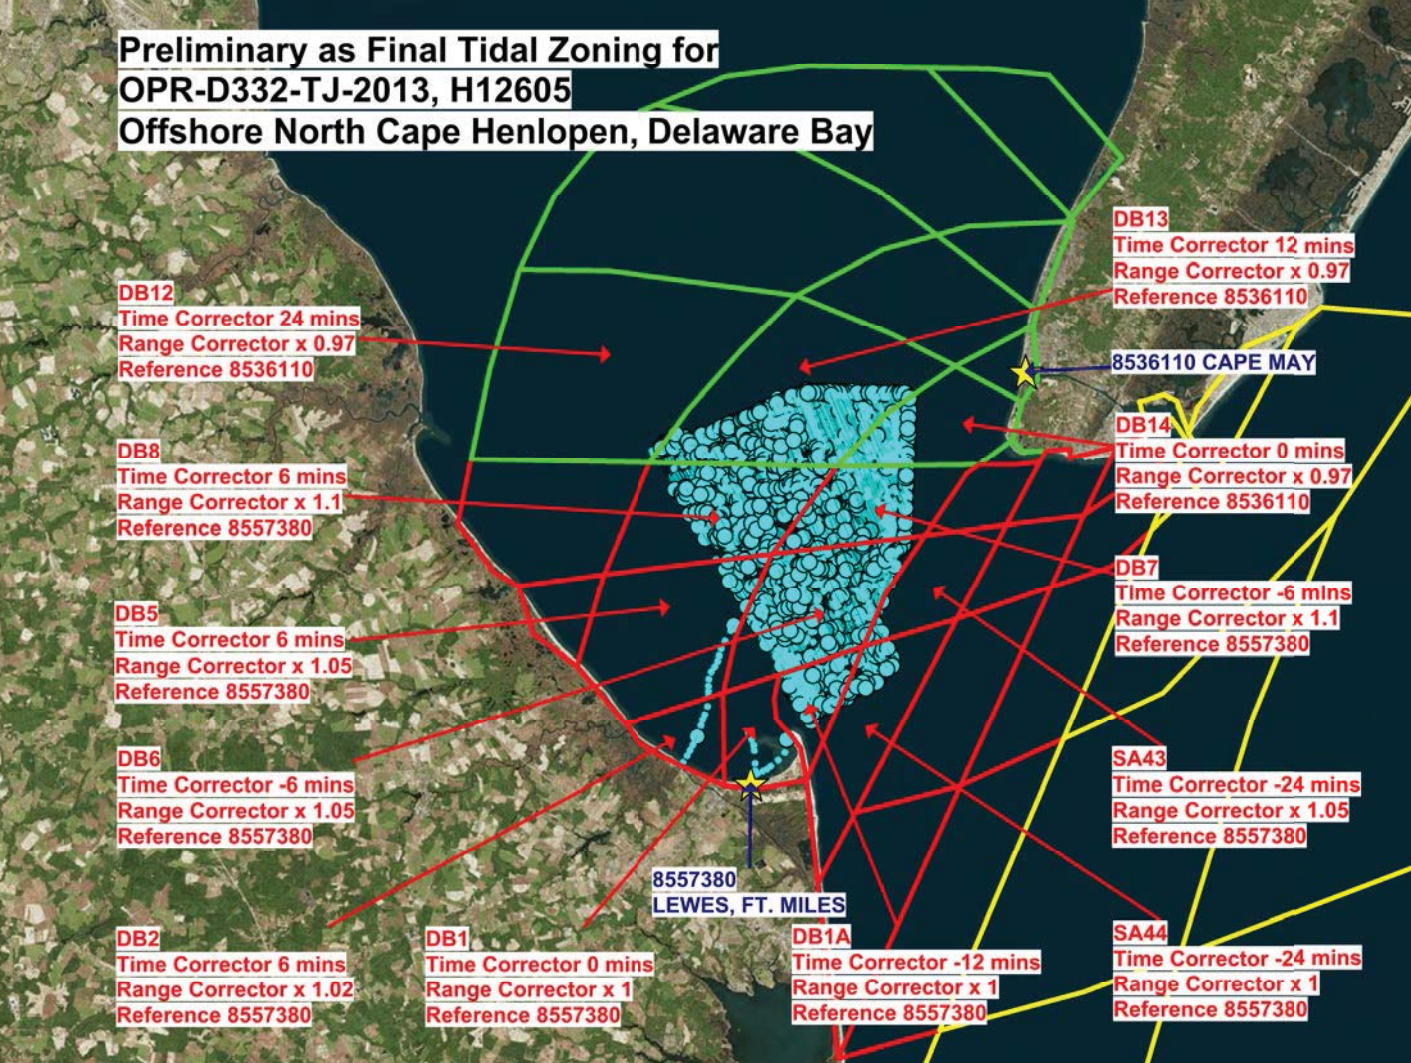 Preliminary as Final Tidal Zoning for
OPR-D332-TJ-2013, H12605
Offshore North Cape Henlopen, Delaware Bay
DB13
Time Corrector 12 mins
Range Corrector x 0.97
Reference 8536110
DB12
Time Corrector 24 mins
Range Corrector x 0.97
Reference 8536110
8536110 CAPE MAY
DB14
Time Corrector 0 mins
Range Corrector x 0.97
Reference 8536110
DB8
Time Corrector 6 mins
Range Corrector x 1.1
Reference 8557380
DB7
Time Corrector -6 mins
Range Corrector x 1.1
Reference 8557380
DB5
Time Corrector 6 mins
Range Corrector x 1.05
Reference 8557380
DB6
Time Corrector -6 mins
Range Corrector x 1.05
Reference 8557380
SA43
Time Corrector -24 mins
Range Corrector x 1.05
Reference 8557380
8557380
LEWES, FT. MILES
DB2
Time Corrector 6 mins
Range Corrector x 1.02
Reference 8557380
DB1
Time Corrector 0 mins
Range Corrector x 1
Reference 8557380
DB1A
Time Corrector -12 mins
Range Corrector x 1
Reference 8557380
SA44
Time Corrector -24 mins
Range Corrector x 1
Reference 8557380